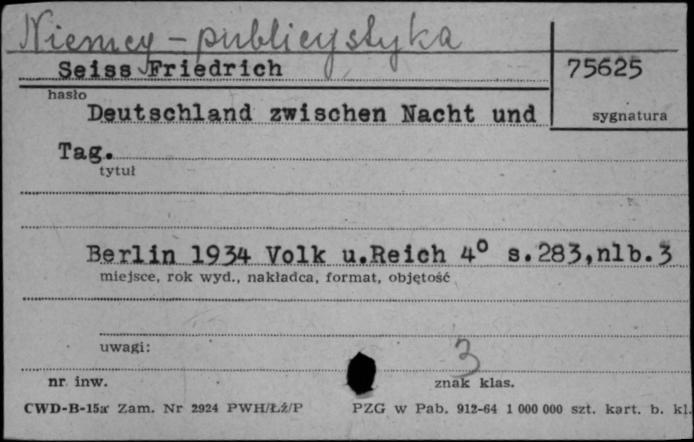 Niemcy – publicystyka
Seiss Friedrich
75625
hasło
Deutschland zwischen Nacht und
sygnatura
Tag.
tytuł
Berlin 1934 Volk u.Reich 4° s.283,nlb.3
miejsce, rok wyd., nakładca, format, objętość
uwagi:
3
nr inw.
znak klas.
CWD-B-15a Zam. Nr 2924 PWH/Łż/P
PZG w Pab. 912-64 1 000 000 szt. kart. b. kl.